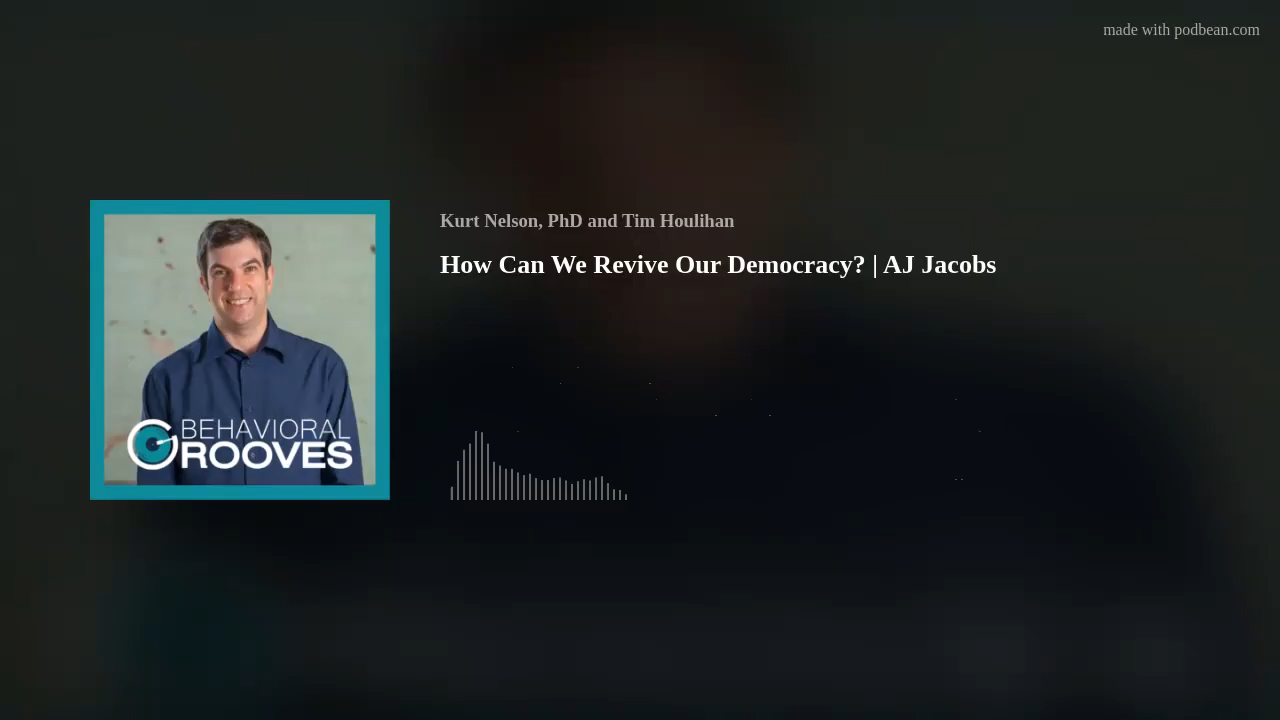 made with podbean.com
Kurt Nelson, PhD and Tim Houlihan
How Can We Revive Our Democracy? | AJ Jacobs
BEHAVIORAL
GROOVES